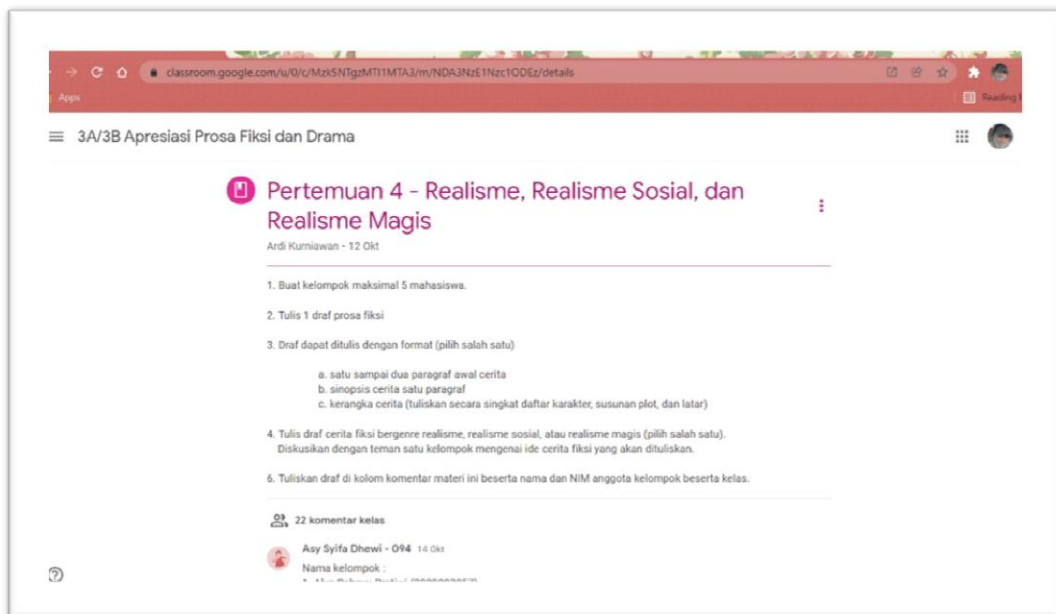 classroom.google.com/u/0/c/Mzk5NTgzMTI1MTA3/m/NDA3NzE1Nzc1ODEz/details
Apps
Reading
3A/3B Apresiasi Prosa Fiksi dan Drama
Pertemuan 4 - Realisme, Realisme Sosial, dan
Realisme Magis
Ardi Kurniawan - 12 Okt
1. Buat kelompok maksimal 5 mahasiswa.
2. Tulis 1 draf prosa fiksi
3. Draf dapat ditulis dengan format (pilih salah satu)
a. satu sampai dua paragraf awal cerita
b. sinopsis cerita satu paragraf
c. kerangka cerita (tuliskan secara singkat daftar karakter, susunan plot, dan latar)
4. Tulis draf cerita fiksi bergenre realisme, realisme sosial, atau realisme magis (pilih salah satu).
Diskusikan dengan teman satu kelompok mengenai ide cerita fiksi yang akan dituliskan.
6. Tuliskan draf di kolom komentar materi ini beserta nama dan NIM anggota kelompok beserta kelas.
22 komentar kelas
Asy Syifa Dhewi - 094 14 Okt
Nama kelompok :